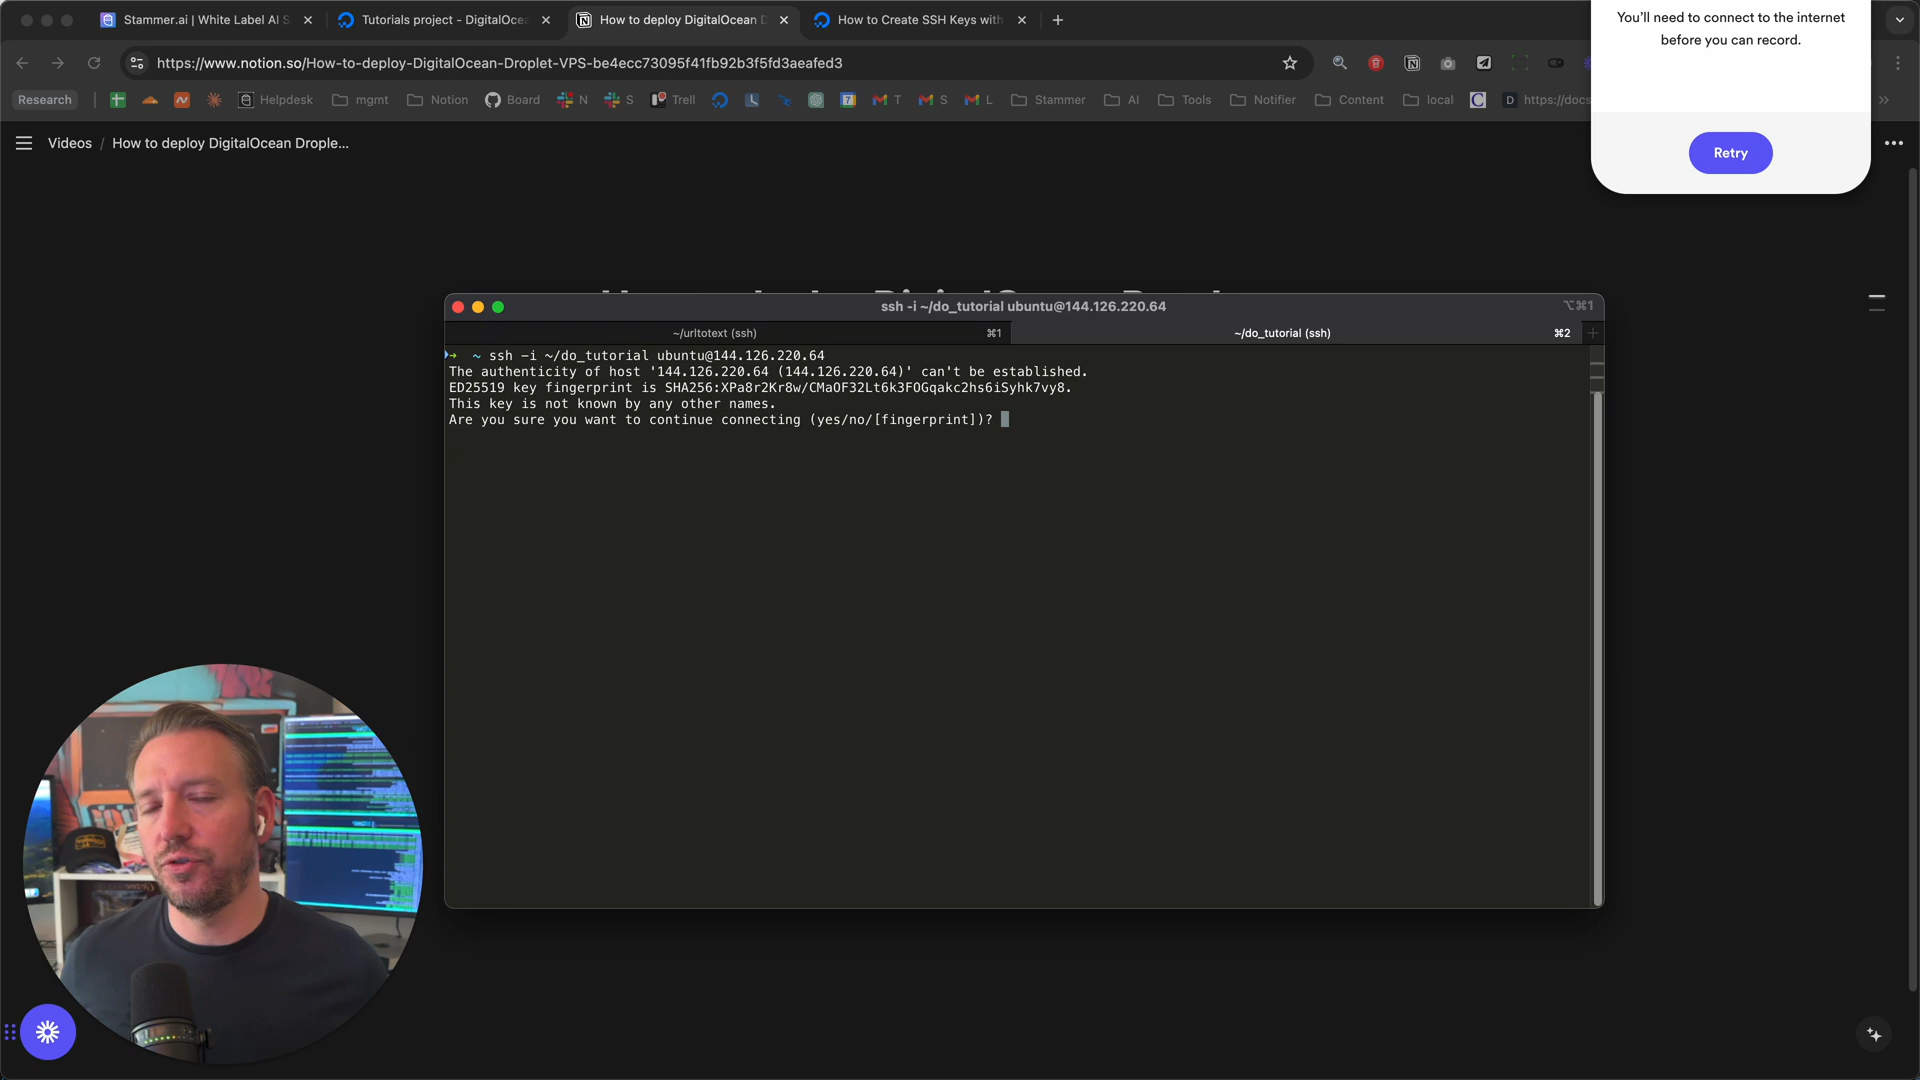 Stammer.ai | White Label AI S
Tutorials project - DigitalOcea
How to deploy DigitalOcean D
How to Create SSH Keys with
You'll need to connect to the internet
before you can record.
Retry
https://www.notion.so/How-to-deploy-DigitalOcean-Droplet-VPS-be4ecc73095f41fb92b3f5fd3aeafed3
Research
Helpdesk
mgmt
Notion
Board
N
S
Trell
7
T
S
L
Stammer
AI
Tools
Notifier
Content
local
C
D
https://docs
Videos / How to deploy DigitalOcean Drople...
ssh -i ~/do_tutorial ubuntu@144.126.220.64
⌥⌘1
~/urltotext (ssh)
⌘1
~/do_tutorial (ssh)
⌘2
~ ssh -i ~/do_tutorial ubuntu@144.126.220.64
The authenticity of host '144.126.220.64 (144.126.220.64)' can't be established.
ED25519 key fingerprint is SHA256:XPa8r2Kr8w/CMaOF32Lt6k3FOGqakc2hs6iSyhk7vy8.
This key is not known by any other names.
Are you sure you want to continue connecting (yes/no/[fingerprint])?